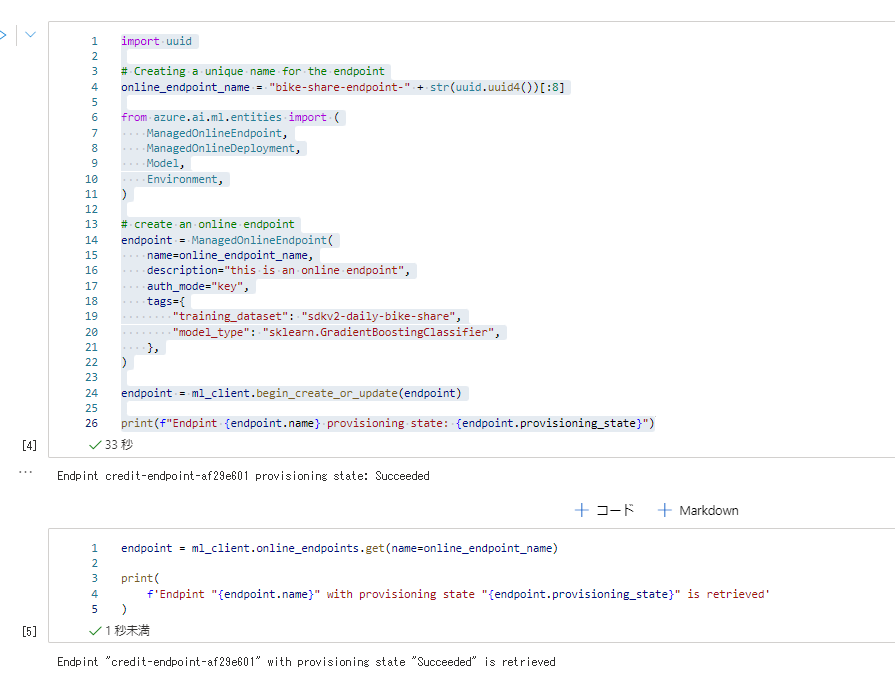 1 import uuid
2
3 # Creating a unique name for the endpoint
4 online_endpoint_name = "bike-share-endpoint-" + str(uuid.uuid4())[:8]
5
6 from azure.ai.ml.entities import (
7 ····ManagedOnlineEndpoint,
8 ····ManagedOnlineDeployment,
9 ····Model,
10 ····Environment,
11 )
12
13 # create an online endpoint
14 endpoint = ManagedOnlineEndpoint(
15 ····name=online_endpoint_name,
16 ····description="this is an online endpoint",
17 ····auth_mode="key",
18 ····tags={
19 ········"training_dataset": "sdkv2-daily-bike-share",
20 ········"model_type": "sklearn.GradientBoostingClassifier",
21 ····},
22 )
23
24 endpoint = ml_client.begin_create_or_update(endpoint)
25
26 print(f"Endpint {endpoint.name} provisioning state: {endpoint.provisioning_state}")
[4] ✓ 33 秒
··· Endpint credit-endpoint-af29e601 provisioning state: Succeeded
+ コード + Markdown
1 endpoint = ml_client.online_endpoints.get(name=online_endpoint_name)
2
3 print(
4     f'Endpint "{endpoint.name}" with provisioning state "{endpoint.provisioning_state}" is retrieved'
5 )
[5] ✓ 1 秒未満
Endpint "credit-endpoint-af29e601" with provisioning state "Succeeded" is retrieved